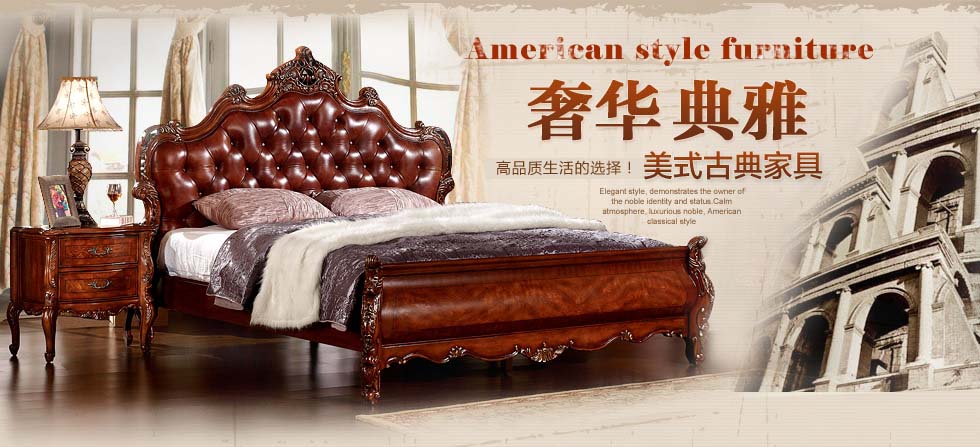 American style furniture
奢华 典雅
高品质生活的选择！ 美式古典家具
Elegant style, demonstrates the owner of
the noble identity and status.Calm
atmosphere, luxurious noble, American
classical style